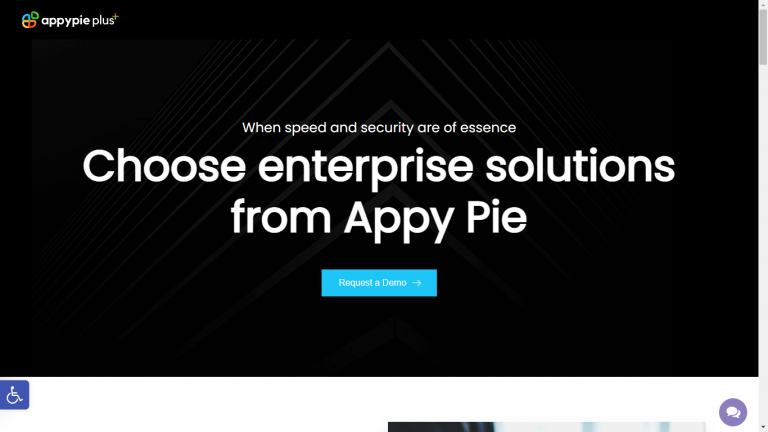 appypie plus+
When speed and security are of essence
Choose enterprise solutions
from Appy Pie
Request a Demo →